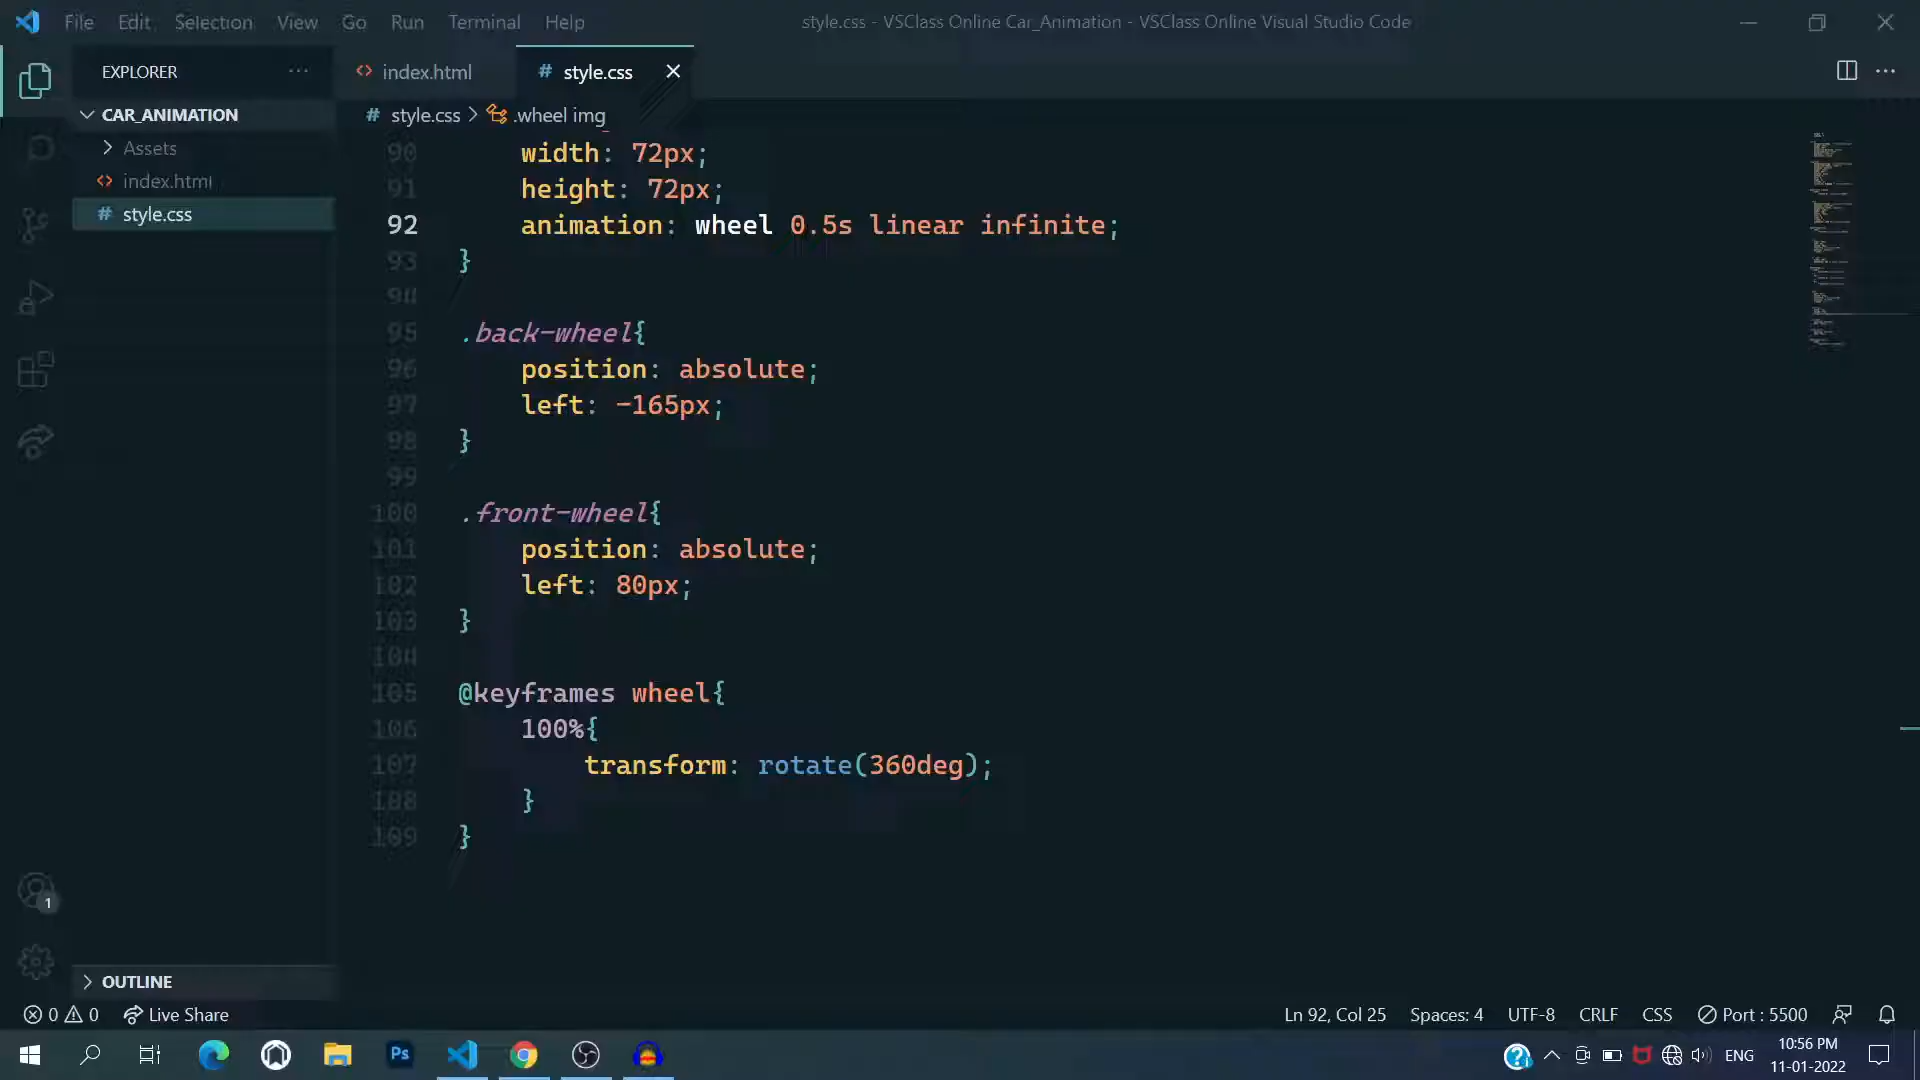 File Edit Selection View Go Run Terminal Help
style.css - VSClass Online Car_Animation - VSClass Online Visual Studio Code
EXPLORER
index.html
# style.css
CAR_ANIMATION
Assets
index.html
# style.css
# style.css > .wheel img
90 width: 72px;
91 height: 72px;
92 animation: wheel 0.5s linear infinite;
93 }
94
95 .back-wheel{
96 position: absolute;
97 left: -165px;
98 }
99
100 .front-wheel{
101 position: absolute;
102 left: 80px;
103 }
104
105 @keyframes wheel{
106 100%{
107 transform: rotate(360deg);
108 }
109 }
1
OUTLINE
0 0 Live Share
Ln 92, Col 25 Spaces: 4 UTF-8 CRLF CSS Port : 5500
Ps
ENG
10:56 PM
11-01-2022